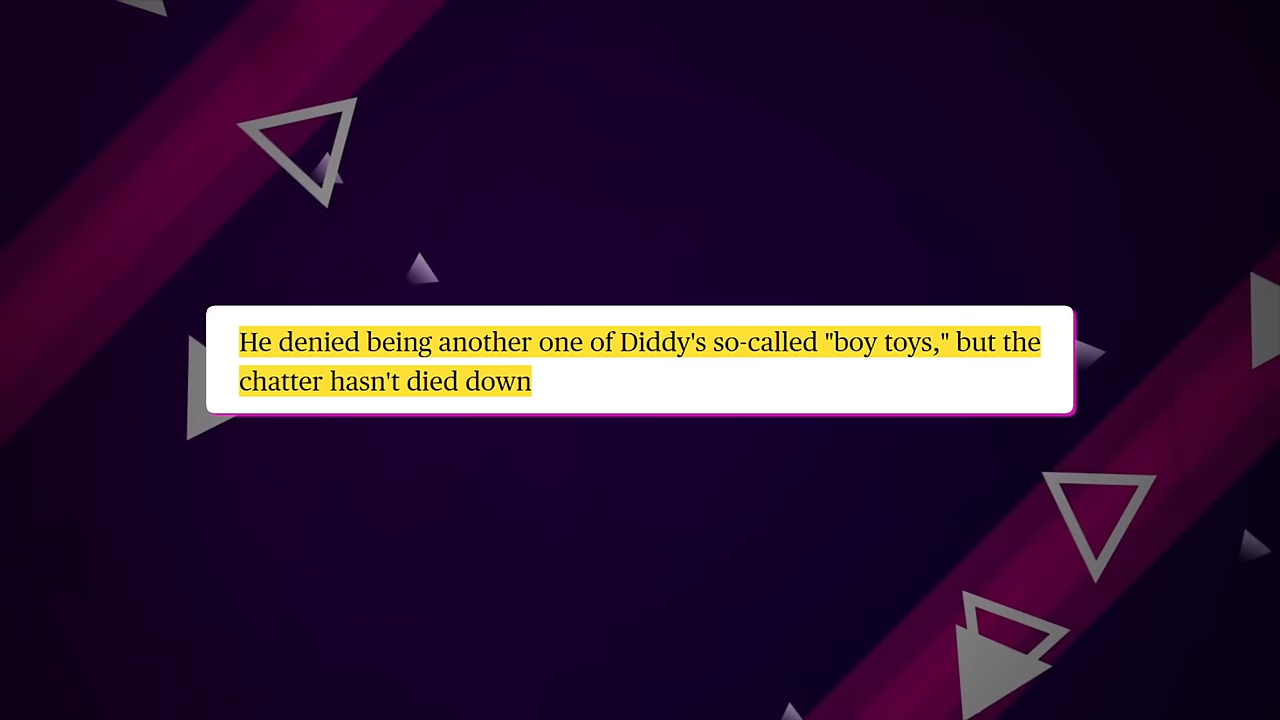 He denied being another one of Diddy's so-called "boy toys," but the
chatter hasn't died down